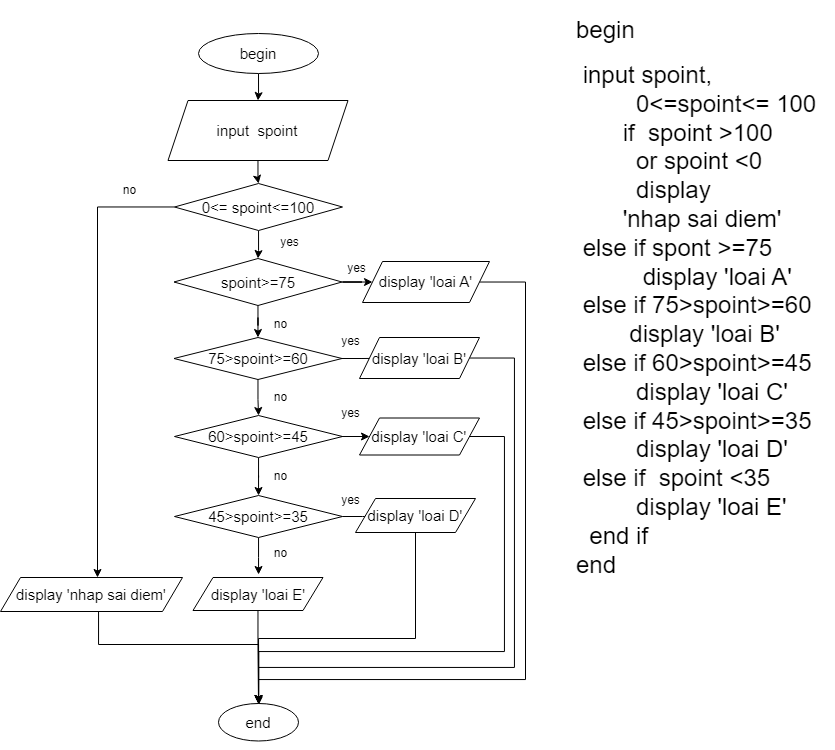 begin
input  spoint
no
0<= spoint<=100
yes
spoint>=75
yes
display 'loai A'
no
75>spoint>=60
yes
display 'loai B'
no
60>spoint>=45
yes
display 'loai C'
no
45>spoint>=35
yes
display 'loai D'
no
display 'nhap sai diem'
display 'loai E'
end
begin
input spoint,
0<=spoint<= 100
if  spoint >100
or spoint <0
display
'nhap sai diem'
else if spont >=75
display 'loai A'
else if 75>spoint>=60
display 'loai B'
else if 60>spoint>=45
display 'loai C'
else if 45>spoint>=35
display 'loai D'
else if  spoint <35
display 'loai E'
end if
end